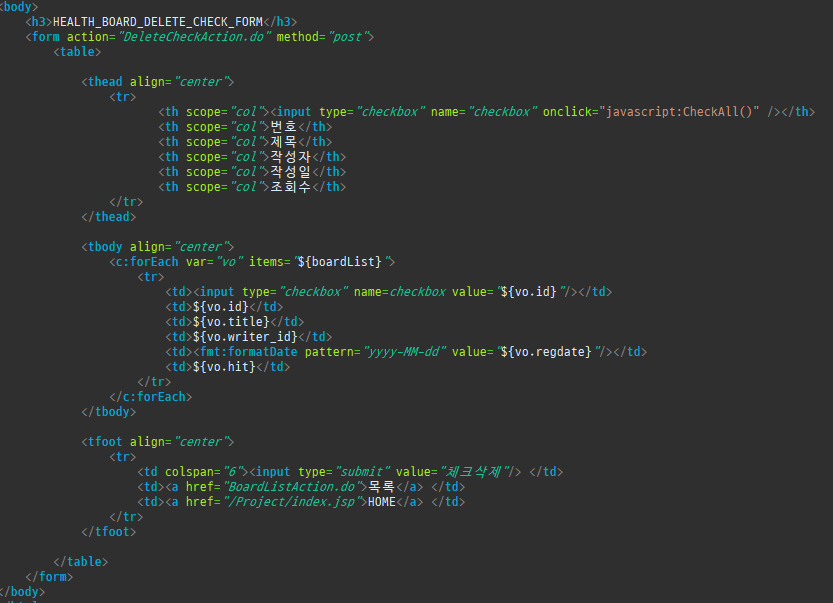 <body>
<h3>HEALTH_BOARD_DELETE_CHECK_FORM</h3>
<form action="DeleteCheckAction.do" method="post">
<table>
<thead align="center">
<tr>
<th scope="col"><input type="checkbox" name="checkbox" onclick="javascript:CheckAll()" /></th>
<th scope="col">번호</th>
<th scope="col">제목</th>
<th scope="col">작성자</th>
<th scope="col">작성일</th>
<th scope="col">조회수</th>
</tr>
</thead>
<tbody align="center">
<c:forEach var="vo" items="${boardList}">
<tr>
<td><input type="checkbox" name=checkbox value="${vo.id}"/></td>
<td>${vo.id}</td>
<td>${vo.title}</td>
<td>${vo.writer_id}</td>
<td><fmt:formatDate pattern="yyyy-MM-dd" value="${vo.regdate}"/></td>
<td>${vo.hit}</td>
</tr>
</c:forEach>
</tbody>
<tfoot align="center">
<tr>
<td colspan="6"><input type="submit" value="체크삭제"/> </td>
<td><a href="BoardListAction.do">목록</a> </td>
<td><a href="/Project/index.jsp">HOME</a> </td>
</tr>
</tfoot>
</table>
</form>
</body>